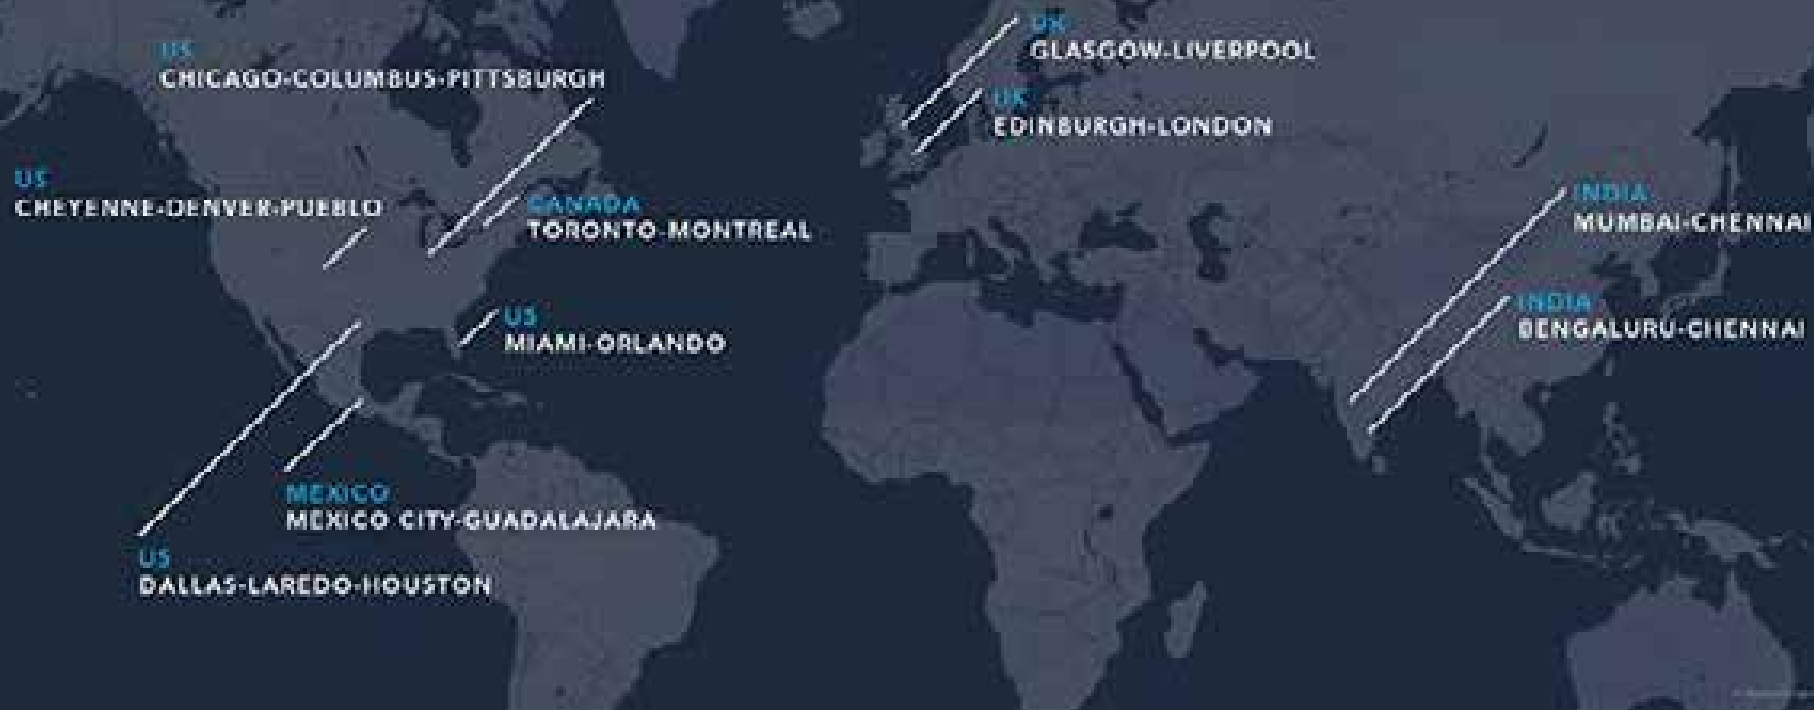 US
CHICAGO-COLUMBUS-PITTSBURGH
UK
GLASGOW-LIVERPOOL
UK
EDINBURGH-LONDON
US
CHEYENNE-DENVER-PUEBLO
CANADA
TORONTO-MONTREAL
INDIA
MUMBAI-CHENNAI
US
MIAMI-ORLANDO
INDIA
BENGALURU-CHENNAI
MEXICO
MEXICO CITY-GUADALAJARA
US
DALLAS-LAREDO-HOUSTON